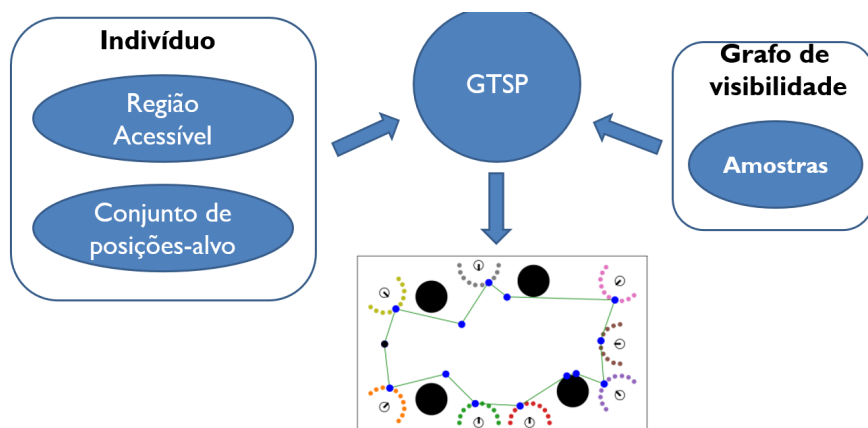 Indivíduo
Região
Acessível
Conjunto de
posições-alvo
GTSP
Grafo de
visibilidade
Amostras